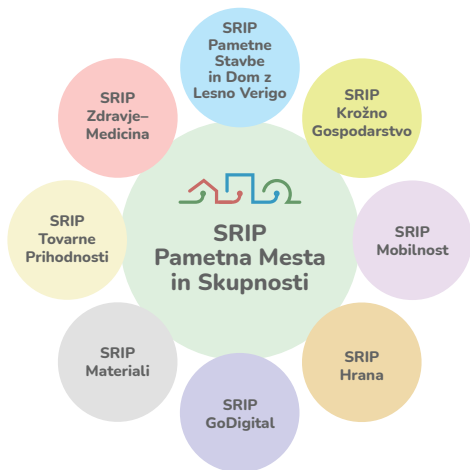 SRIP
Pametne
Stavbe
in Dom z
Lesno Verigo
SRIP
Zdravje–
Medicina
SRIP
Krožno
Gospodarstvo
SRIP
Tovarne
Prihodnosti
SRIP
Pametna Mesta
in Skupnosti
SRIP
Mobilnost
SRIP
Materiali
SRIP
Hrana
SRIP
GoDigital